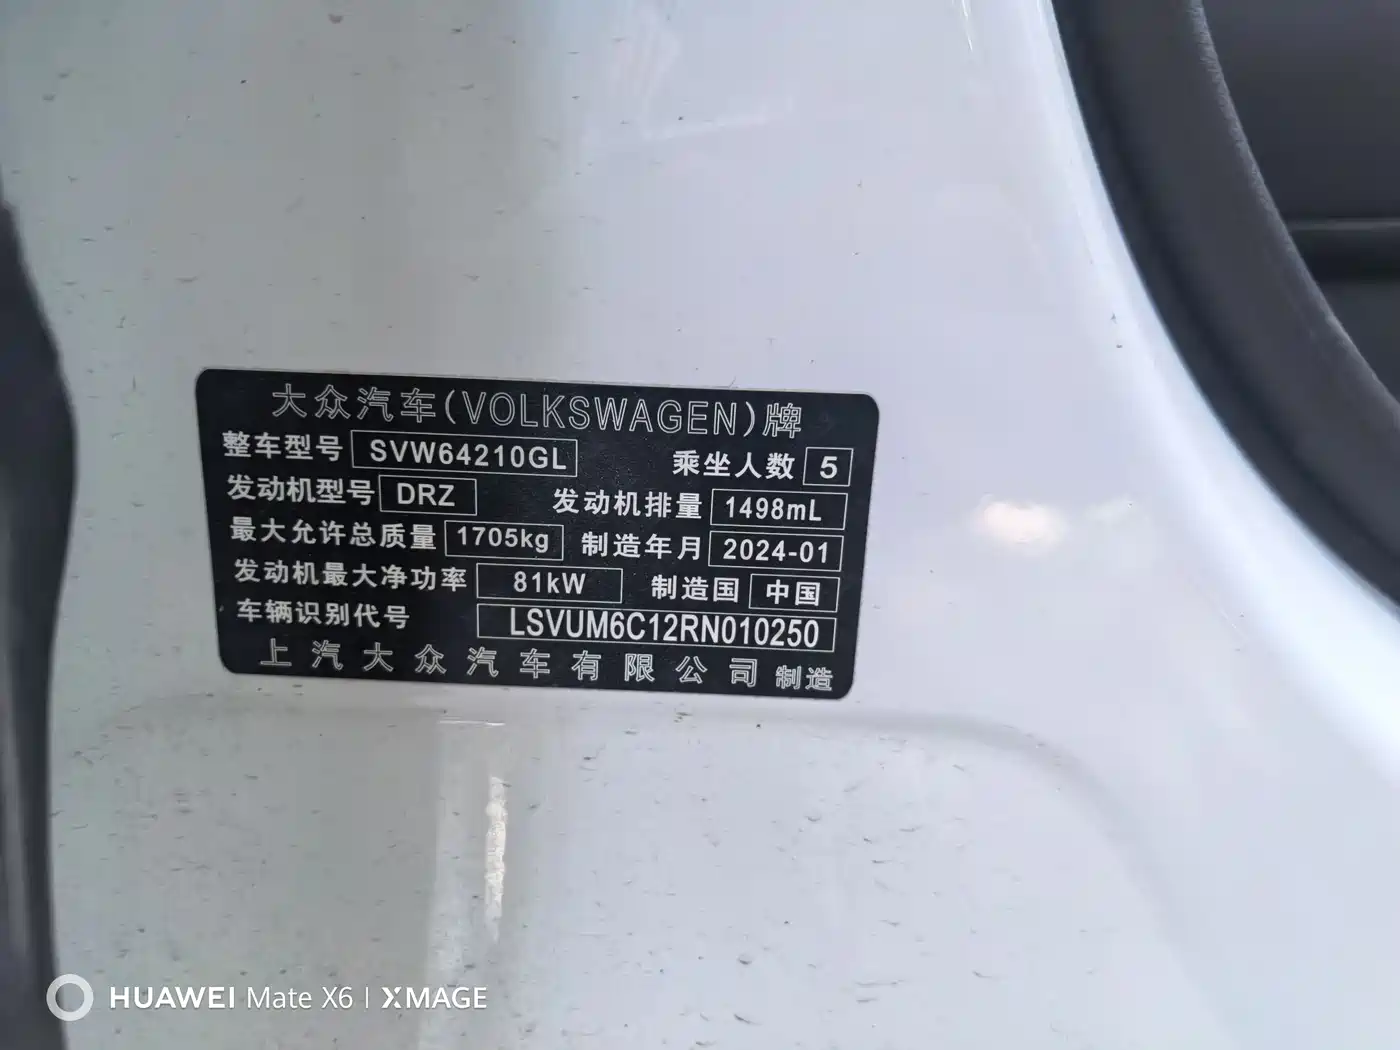 大众汽车(VOLKSWAGEN)牌
整车型号 SVW64210GL 乘坐人数 5
发动机型号 DRZ 发动机排量 1498mL
最大允许总质量 1705kg 制造年月 2024-01
发动机最大净功率 81kW 制造国 中国
车辆识别代号 LSVUM6C12RN010250
上汽大众汽车有限公司 制造
HUAWEI Mate X6 | XMAGE